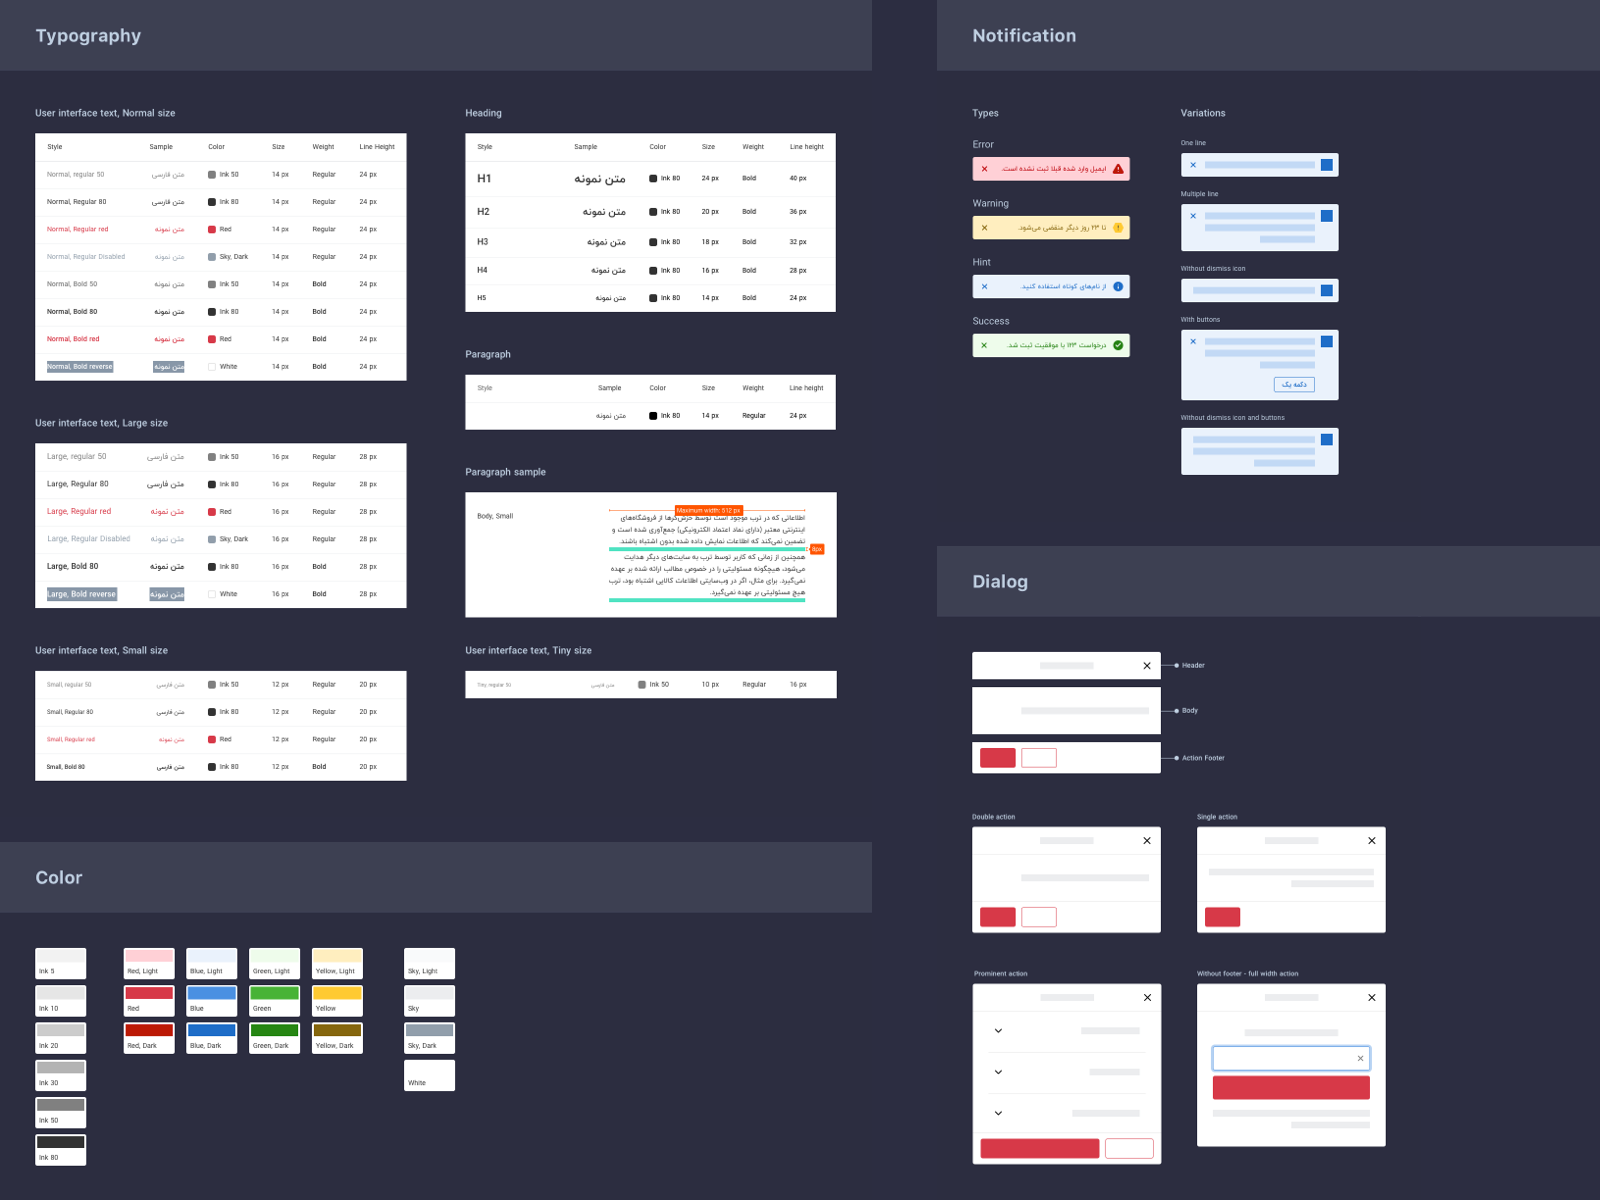 Typography
User interface text, Normal size
Style Sample Color Size Weight Line Height
Normal, regular 50 متن فارسی Ink 50 14 px Regular 24 px
Normal, Regular 80 متن فارسی Ink 80 14 px Regular 24 px
Normal, Regular red متن نمونه Red 14 px Regular 24 px
Normal, Regular Disabled متن نمونه Sky, Dark 14 px Regular 24 px
Normal, Bold 50 متن نمونه Ink 50 14 px Bold 24 px
Normal, Bold 80 متن نمونه Ink 80 14 px Bold 24 px
Normal, Bold red متن نمونه Red 14 px Bold 24 px
Normal, Bold reverse متن نمونه White 14 px Bold 24 px
User interface text, Large size
Large, regular 50 متن فارسی Ink 50 16 px Regular 28 px
Large, Regular 80 متن فارسی Ink 80 16 px Regular 28 px
Large, Regular red متن نمونه Red 16 px Regular 28 px
Large, Regular Disabled متن نمونه Sky, Dark 16 px Regular 28 px
Large, Bold 80 متن نمونه Ink 80 16 px Bold 28 px
Large, Bold reverse متن نمونه White 16 px Bold 28 px
User interface text, Small size
Small, regular 50 متن فارسی Ink 50 12 px Regular 20 px
Small, Regular 80 متن فارسی Ink 80 12 px Regular 20 px
Small, Regular red متن نمونه Red 12 px Regular 20 px
Small, Bold 80 متن فارسی Ink 80 12 px Bold 20 px
Heading
Style Sample Color Size Weight Line height
H1 متن نمونه Ink 80 24 px Bold 40 px
H2 متن نمونه Ink 80 20 px Bold 36 px
H3 متن نمونه Ink 80 18 px Bold 32 px
H4 متن نمونه Ink 80 16 px Bold 28 px
H5 متن نمونه Ink 80 14 px Bold 24 px
Paragraph
Style Sample Color Size Weight Line height
متن نمونه Ink 80 14 px Regular 24 px
Paragraph sample
Body, Small
Maximum width: 512 px
اطلاعاتی که در ترب موجود است توسط خزش‌گرها از فروشگاه‌های
اینترنتی معتبر (دارای نماد اعتماد الکترونیکی) جمع‌آوری شده است و
تضمین نمی‌کند که اطلاعات نمایش داده شده بدون اشتباه باشند.
8px
همچنین از زمانی که کاربر توسط ترب به سایت‌های دیگر هدایت
می‌شود، هیچگونه مسئولیتی را در خصوص مطالب ارائه شده بر عهده
نمی‌گیرد. برای مثال، اگر در وب‌سایتی اطلاعات کالایی اشتباه بود، ترب
هیچ مسئولیتی بر عهده نمی‌گیرد.
User interface text, Tiny size
Tiny, regular 50 متن فارسی Ink 50 10 px Regular 16 px
Color
Ink 5
Ink 10
Ink 20
Ink 30
Ink 50
Ink 80
Red, Light
Red
Red, Dark
Blue, Light
Blue
Blue, Dark
Green, Light
Green
Green, Dark
Yellow, Light
Yellow
Yellow, Dark
Sky, Light
Sky
Sky, Dark
White
Notification
Types
Error
ایمیل وارد شده قبلا ثبت نشده است.
Warning
تا ۲۳ روز دیگر منقضی می‌شود.
Hint
از نام‌های کوتاه استفاده کنید.
Success
درخواست ۱۲۳ با موفقیت ثبت شد.
Variations
One line
Multiple line
Without dismiss icon
With buttons
دکمه یک
Without dismiss icon and buttons
Dialog
Header
Body
Action Footer
Double action
Single action
Prominent action
Without footer - full width action